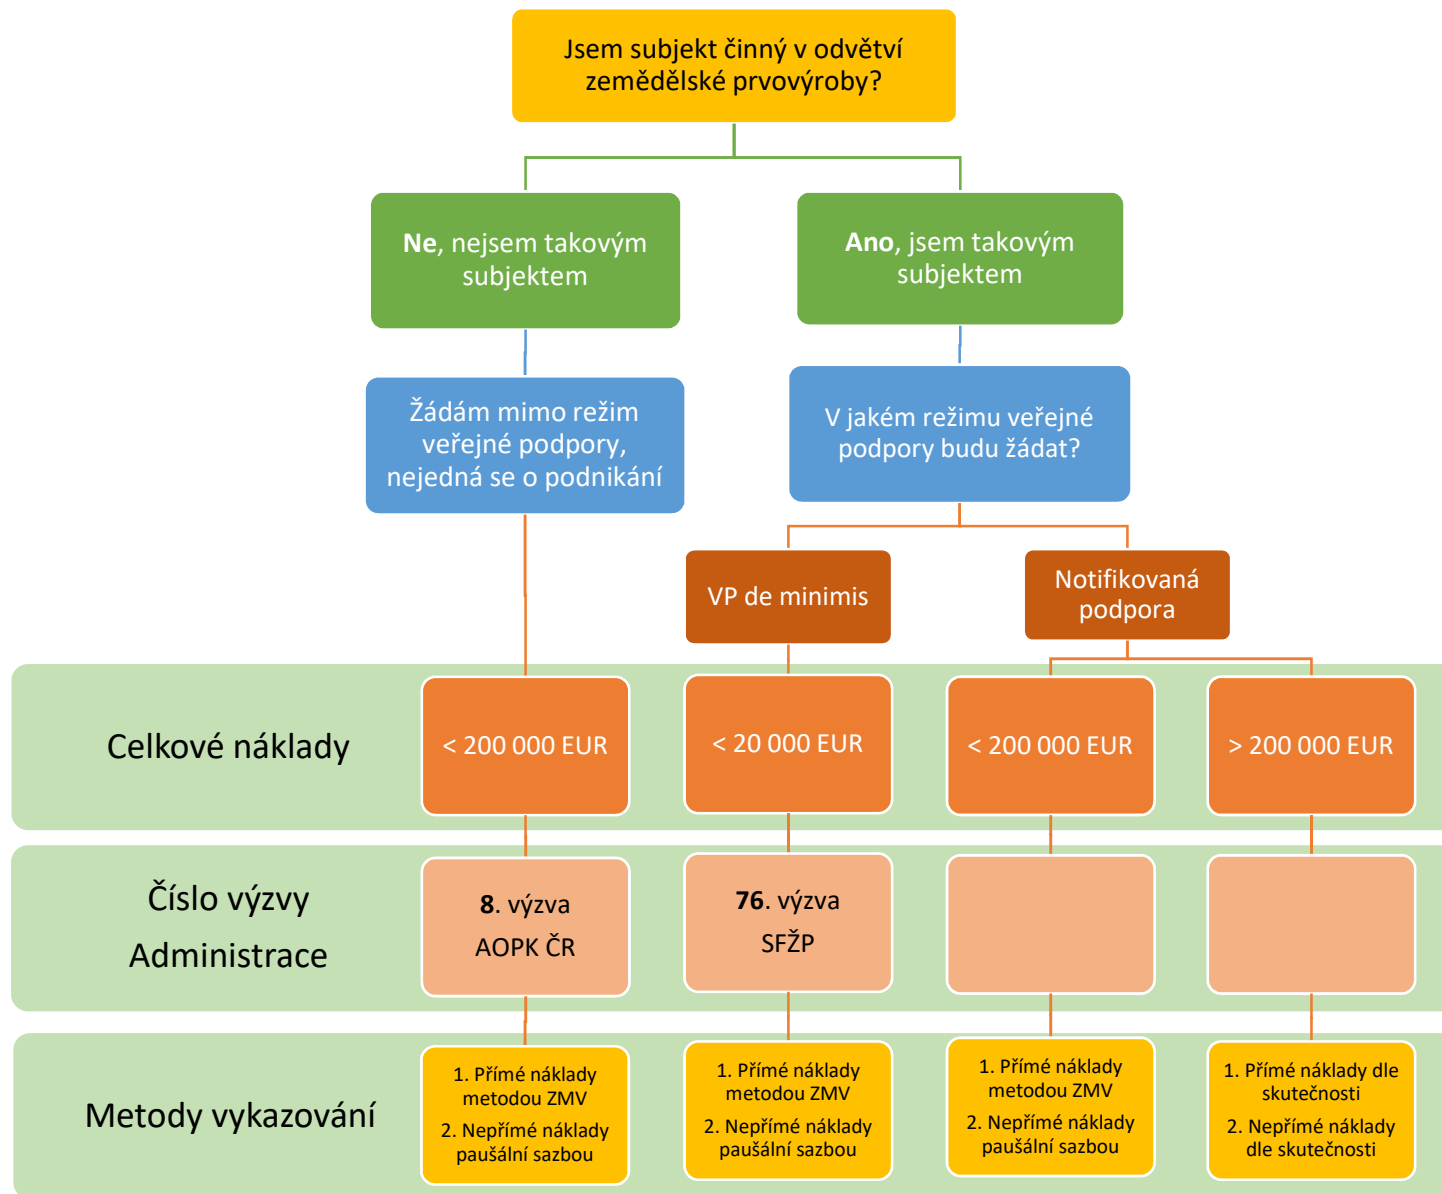 Jsem subjekt činný v odvětví
zemědělské prvovýroby?
Ne, nejsem takovým
subjektem
Ano, jsem takovým
subjektem
Žádám mimo režim
veřejné podpory,
nejedná se o podnikání
V jakém režimu veřejné
podpory budu žádat?
VP de minimis
Notifikovaná
podpora
Celkové náklady
< 200 000 EUR
< 20 000 EUR
< 200 000 EUR
> 200 000 EUR
Číslo výzvy
Administrace
8. výzva
AOPK ČR
76. výzva
SFŽP
Metody vykazování
1. Přímé náklady
metodou ZMV
2. Nepřímé náklady
paušální sazbou
1. Přímé náklady
metodou ZMV
2. Nepřímé náklady
paušální sazbou
1. Přímé náklady
metodou ZMV
2. Nepřímé náklady
paušální sazbou
1. Přímé náklady dle
skutečnosti
2. Nepřímé náklady
dle skutečnosti